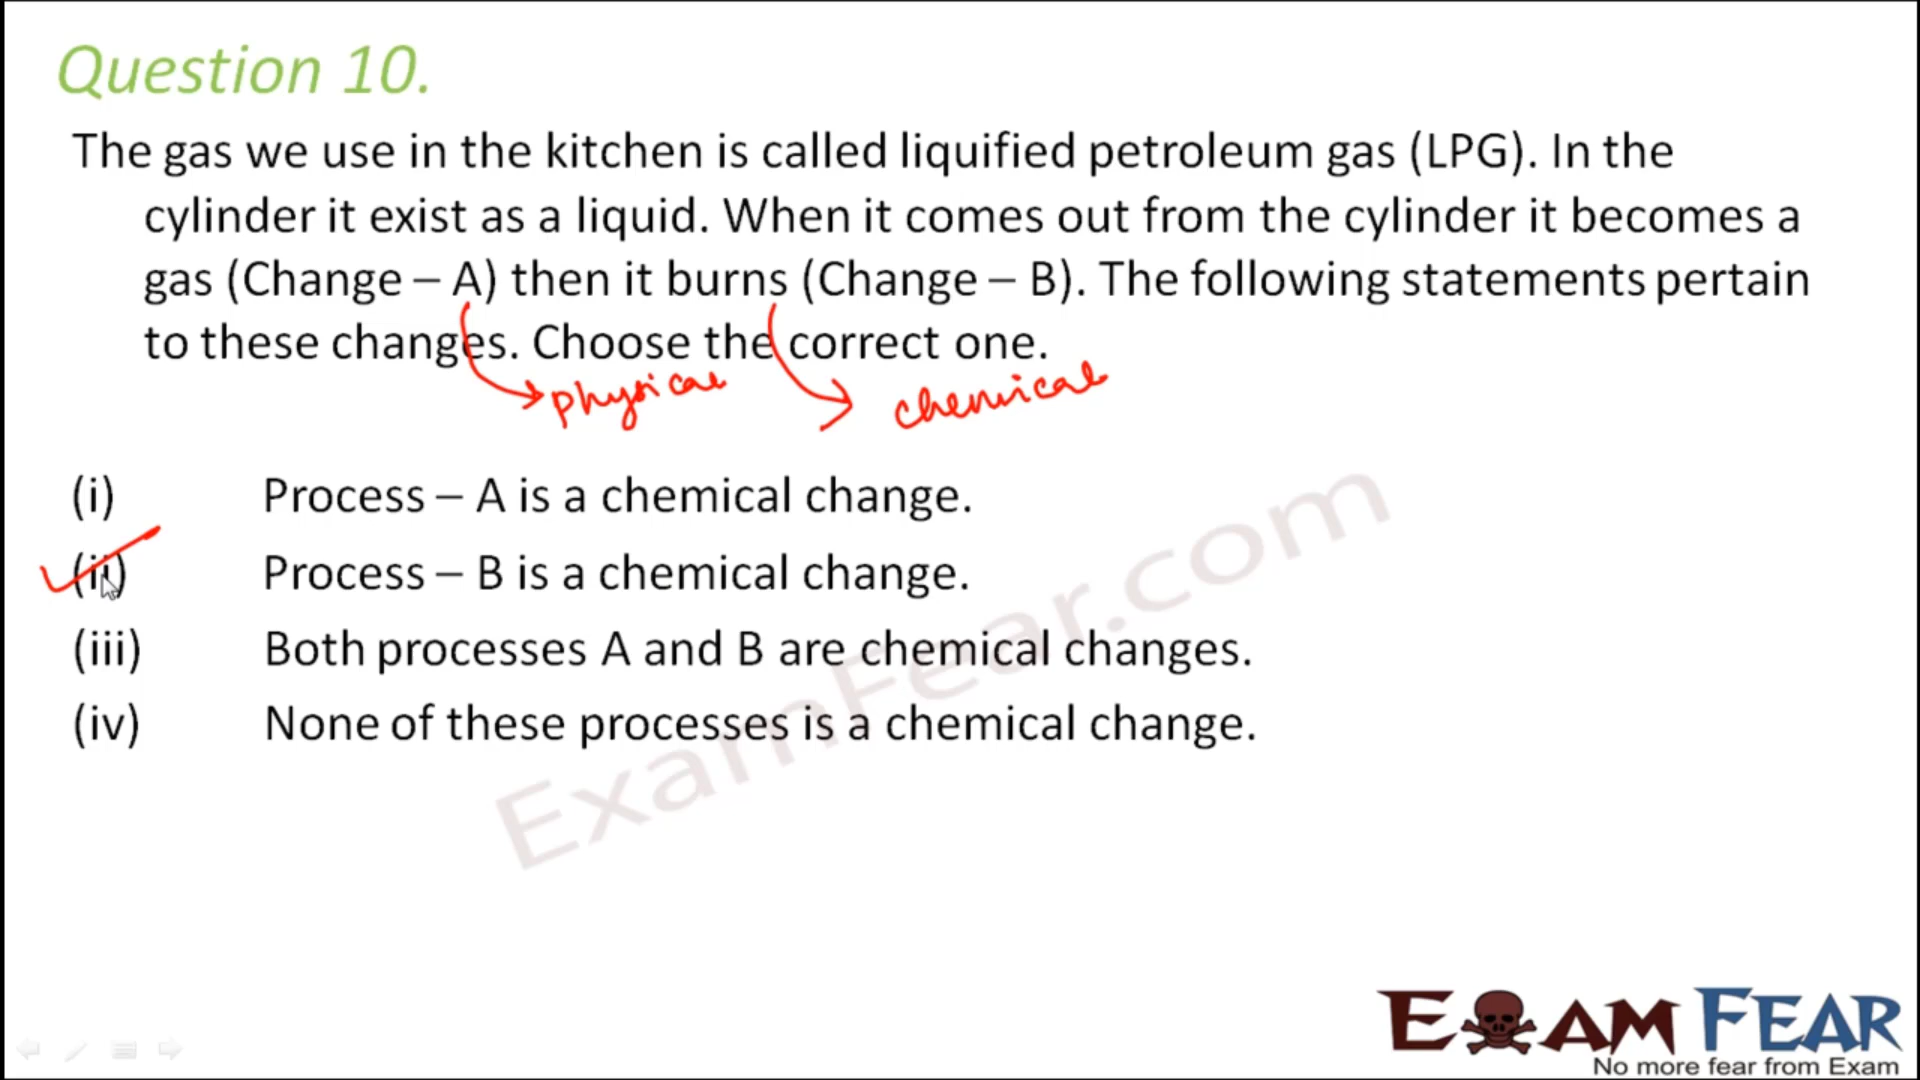 Question 10.
The gas we use in the kitchen is called liquified petroleum gas (LPG). In the
cylinder it exist as a liquid. When it comes out from the cylinder it becomes a
gas (Change – A) then it burns (Change – B). The following statements pertain
to these changes. Choose the correct one.
physical chemical
(i) Process – A is a chemical change.
(ii) Process – B is a chemical change.
(iii) Both processes A and B are chemical changes.
(iv) None of these processes is a chemical change.
ExamFear.com
EXAMFEAR
No more fear from Exam